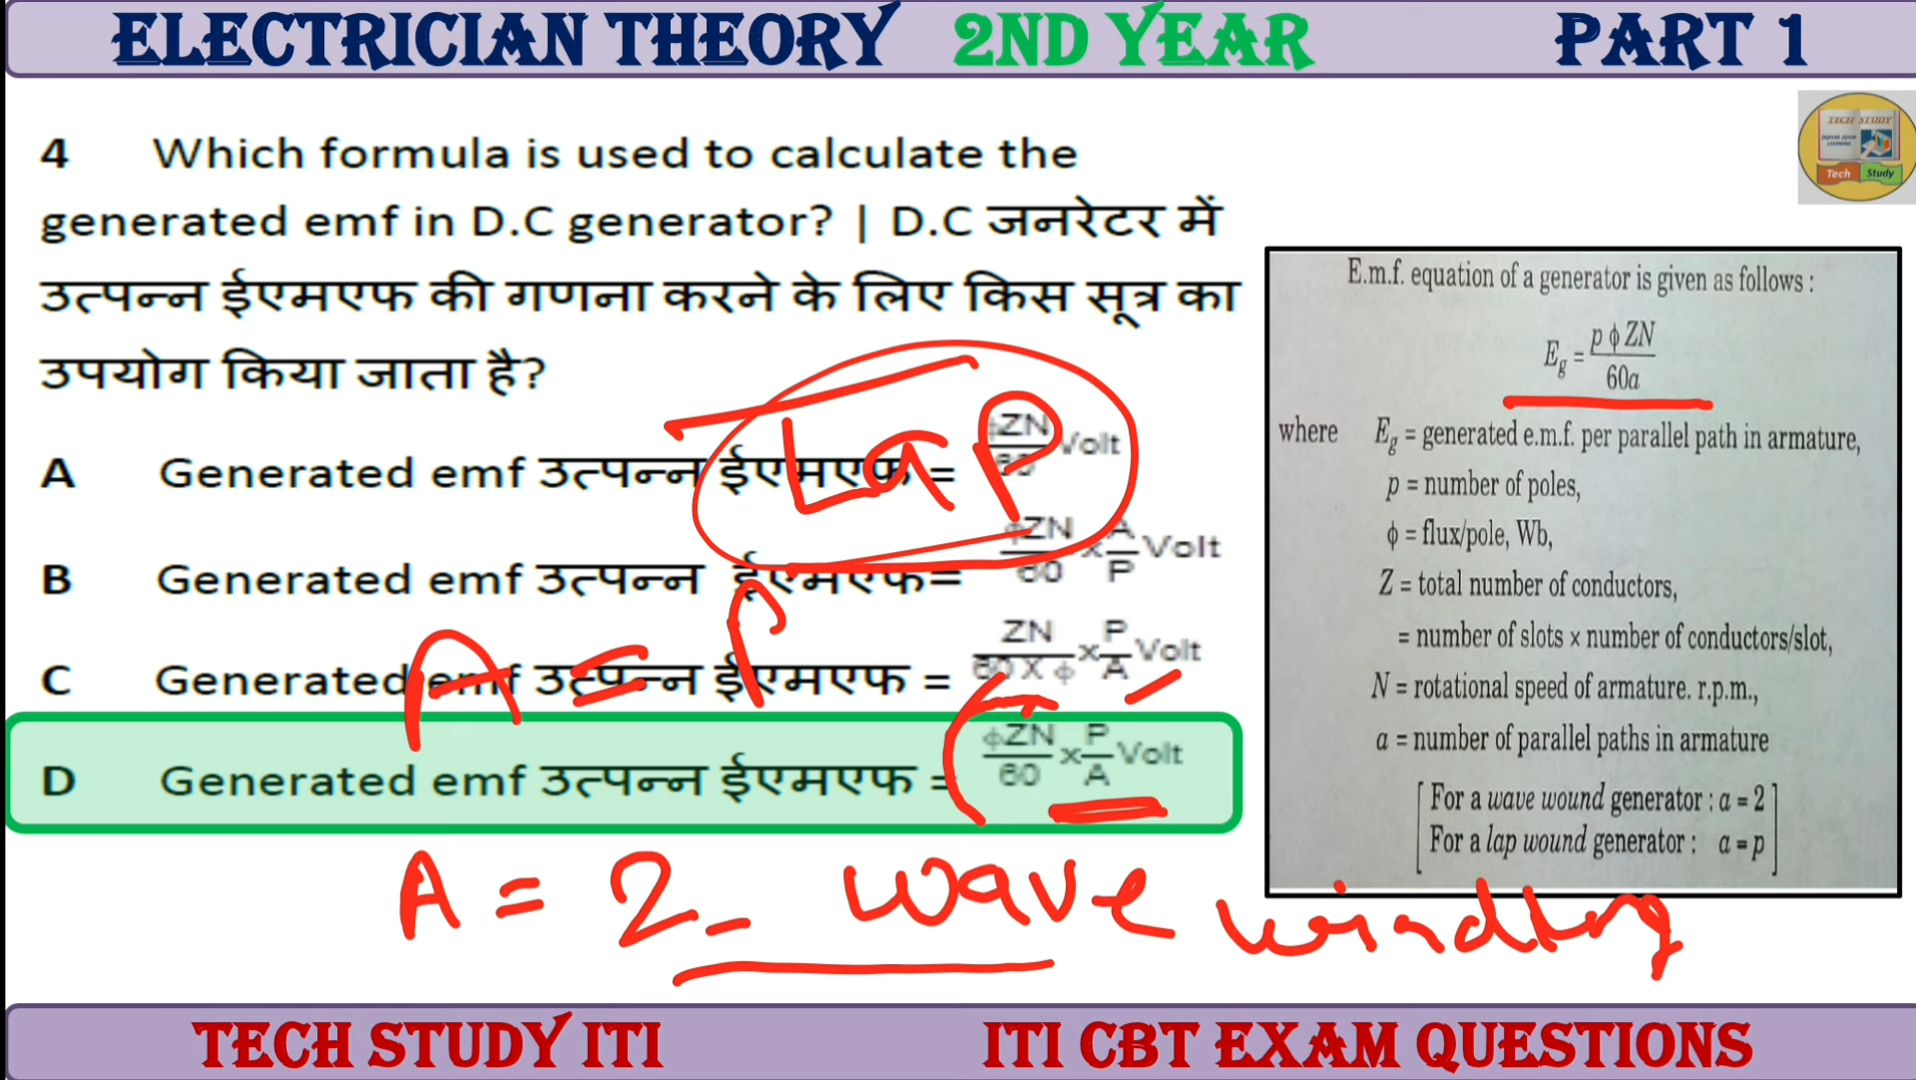 ELECTRICIAN THEORY 2ND YEAR PART 1
TECH STUDY
Tech Study
4 Which formula is used to calculate the
generated emf in D.C generator? | D.C जनरेटर में
उत्पन्न ईएमएफ की गणना करने के लिए किस सूत्र का
उपयोग किया जाता है?
A Generated emf उत्पन्न ईएमएफ = ϕZN/60 Volt
B Generated emf उत्पन्न ईएमएफ= ϕZN/60 x A/P Volt
C Generated emf उत्पन्न ईएमएफ = ZN/60 X ϕ x P/A Volt
D Generated emf उत्पन्न ईएमएफ = ϕZN/60 x P/A Volt
Lap
A = P
A = 2 - wave winding
E.m.f. equation of a generator is given as follows :
Eg = p ϕ ZN/60a
where Eg = generated e.m.f. per parallel path in armature,
p = number of poles,
ϕ = flux/pole, Wb,
Z = total number of conductors,
= number of slots × number of conductors/slot,
N = rotational speed of armature. r.p.m.,
a = number of parallel paths in armature
[ For a wave wound generator : a = 2 ]
[ For a lap wound generator : a = p ]
TECH STUDY ITI ITI CBT EXAM QUESTIONS